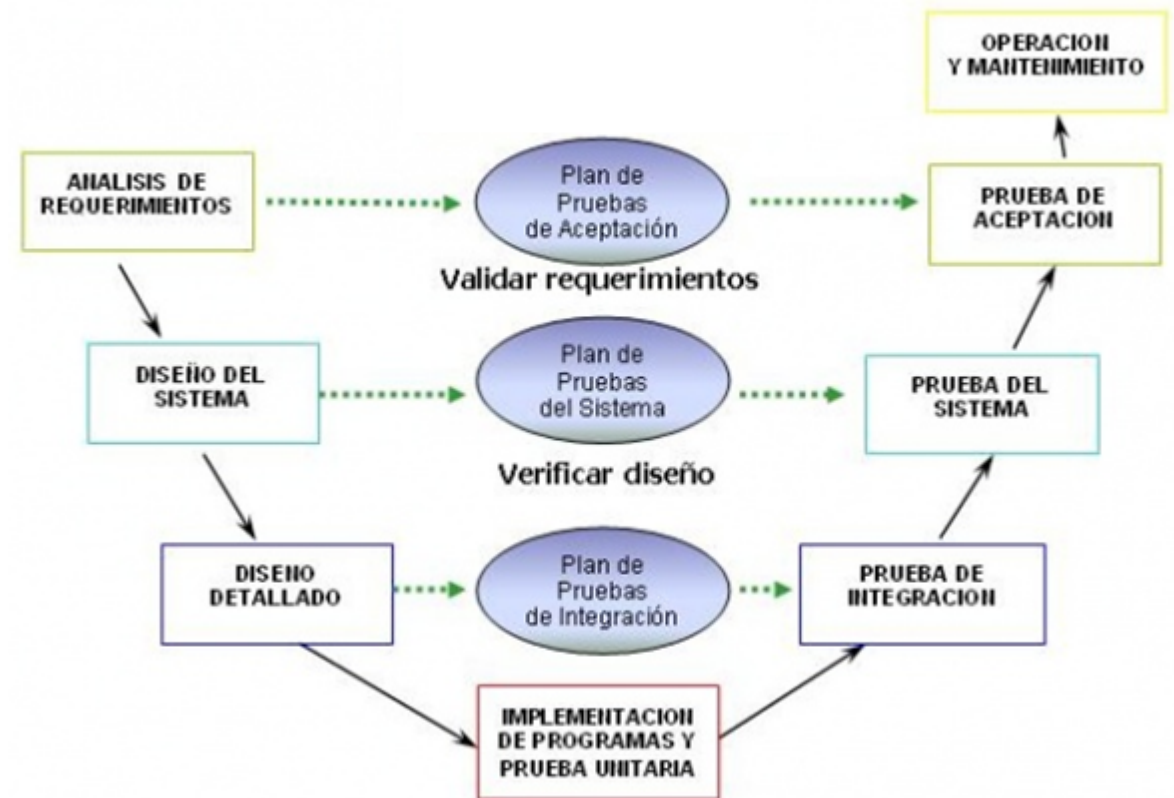 OPERACION
Y MANTENIMIENTO
ANALISIS DE
REQUERIMIENTOS
Plan de
Pruebas
de Aceptación
PRUEBA DE
ACEPTACION
Validar requerimientos
DISEÑO DEL
SISTEMA
Plan de
Pruebas
del Sistema
PRUEBA DEL
SISTEMA
Verificar diseño
DISENO
DETALLADO
Plan de
Pruebas
de Integración
PRUEBA DE
INTEGRACION
IMPLEMENTACION
DE PROGRAMAS Y
PRUEBA UNITARIA